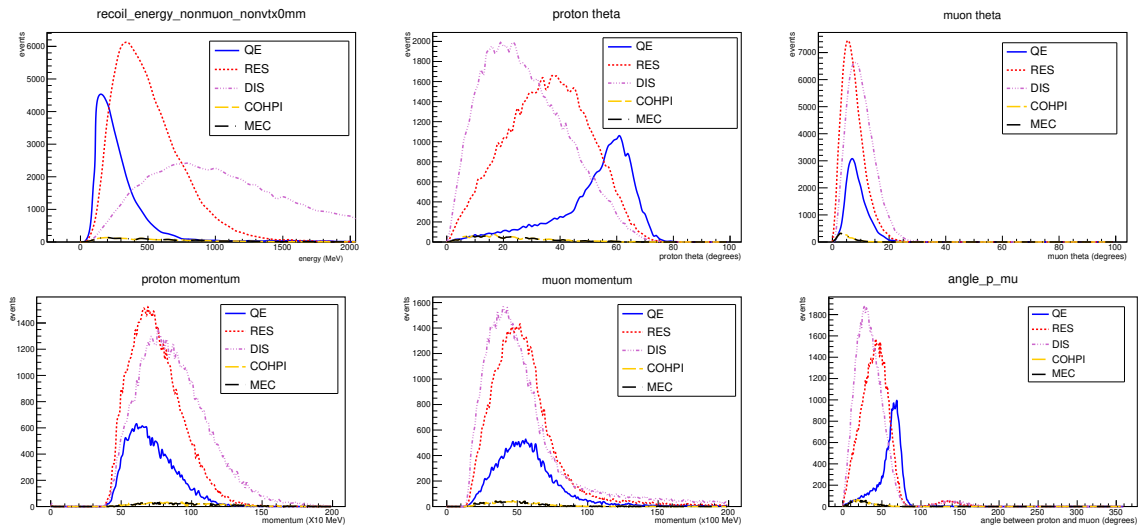 recoil_energy_nonmuon_nonvtx0mm
events
6000
5000
4000
3000
2000
1000
0
0 500 1000 1500 2000
energy (MeV)
QE
RES
DIS
COHPI
MEC
proton theta
events
2000
1800
1600
1400
1200
1000
800
600
400
200
0
0 20 40 60 80 100
proton theta (degrees)
QE
RES
DIS
COHPI
MEC
muon theta
events
7000
6000
5000
4000
3000
2000
1000
0
0 20 40 60 80 100
muon theta (degrees)
QE
RES
DIS
COHPI
MEC
proton momentum
events
1400
1200
1000
800
600
400
200
0
0 50 100 150 200
momentum (X10 MeV)
QE
RES
DIS
COHPI
MEC
muon momentum
events
1600
1400
1200
1000
800
600
400
200
0
0 50 100 150 200
momentum (x100 MeV)
QE
RES
DIS
COHPI
MEC
angle_p_mu
events
1800
1600
1400
1200
1000
800
600
400
200
0
0 50 100 150 200 250 300 350
angle between proton and muon (degrees)
QE
RES
DIS
COHPI
MEC